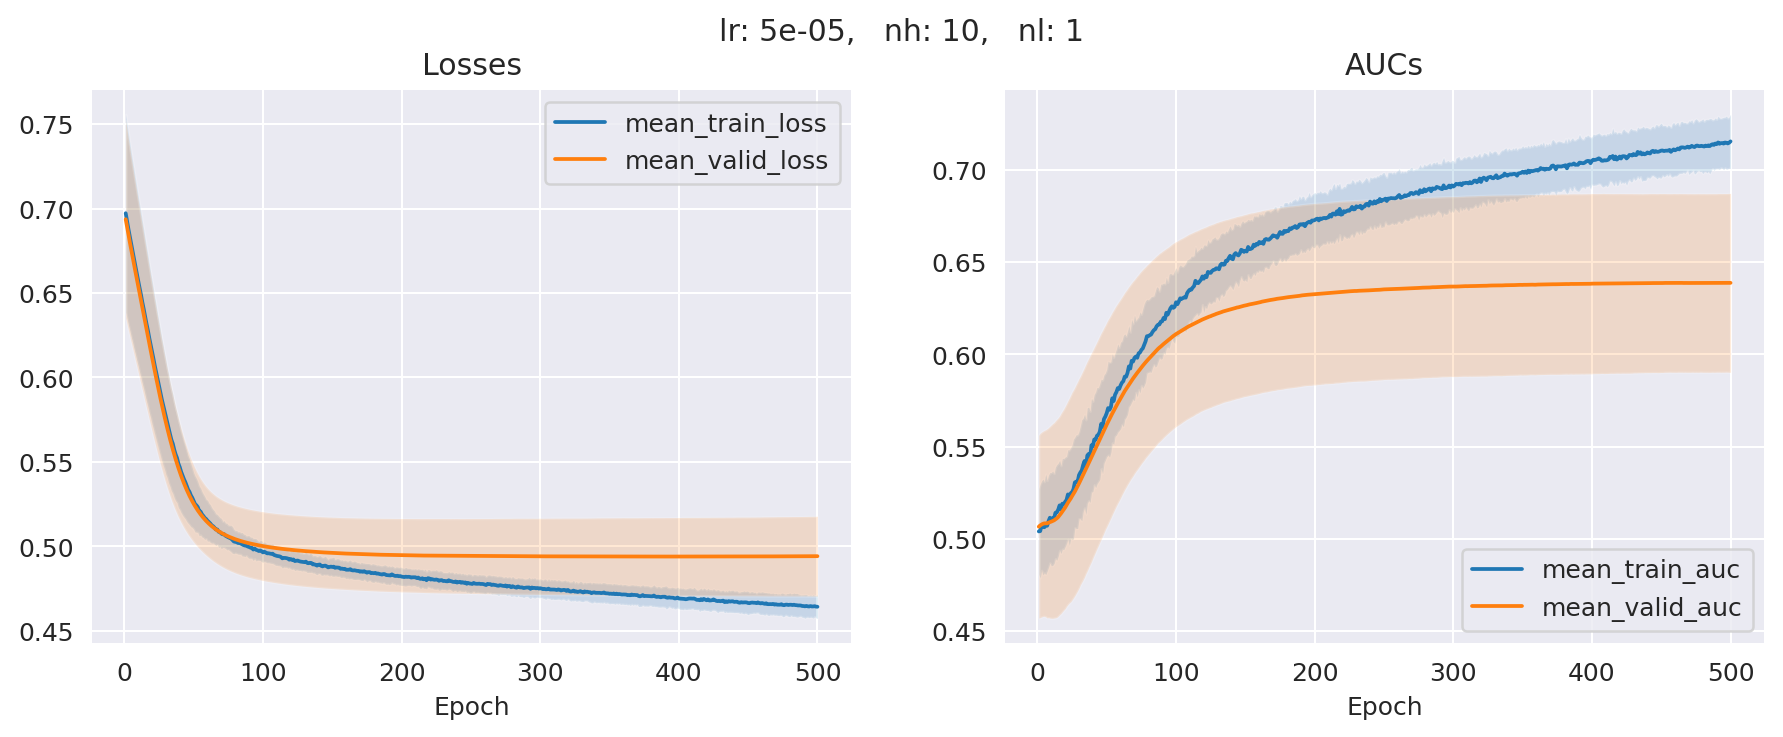 lr: 5e-05,   nh: 10,   nl: 1
Losses
0.75
0.70
0.65
0.60
0.55
0.50
0.45
mean_train_loss
mean_valid_loss
0 100 200 300 400 500
Epoch
AUCs
0.70
0.65
0.60
0.55
0.50
0.45
mean_train_auc
mean_valid_auc
0 100 200 300 400 500
Epoch